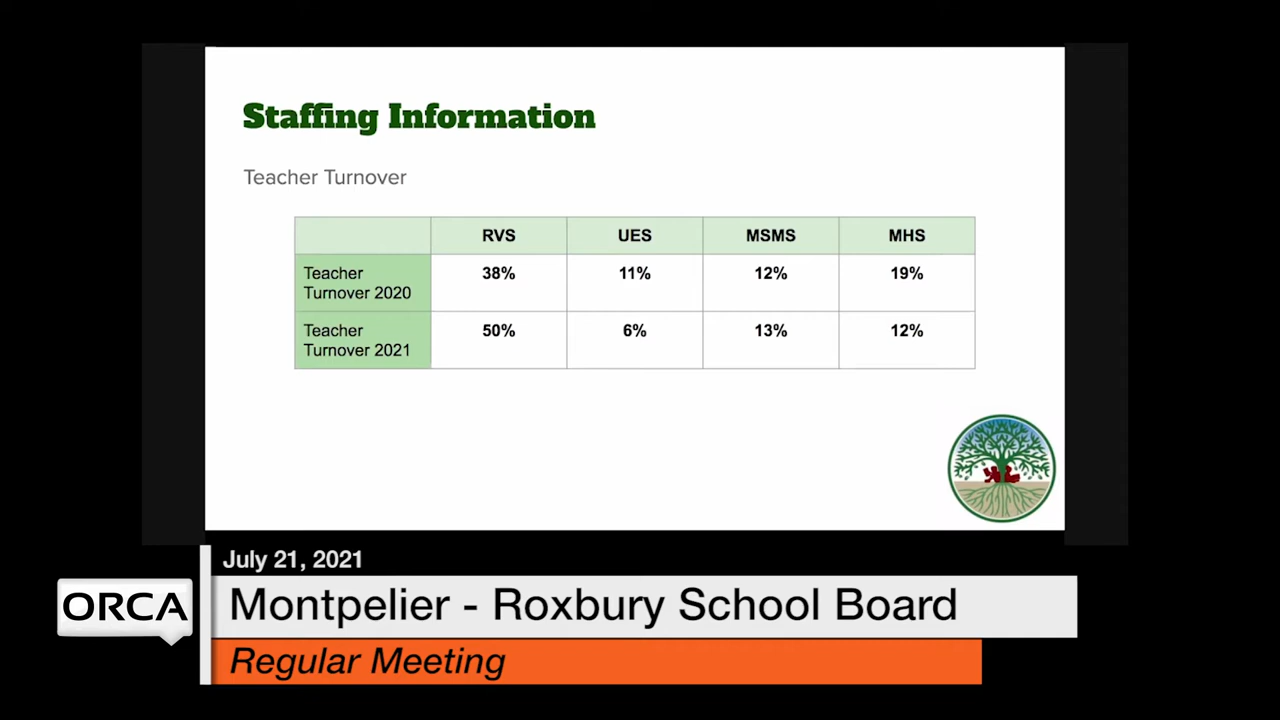 Staffing Information
Teacher Turnover
RVS UES MSMS MHS
Teacher
Turnover 2020
38% 11% 12% 19%
Teacher
Turnover 2021
50% 6% 13% 12%
July 21, 2021
ORCA
Montpelier - Roxbury School Board
Regular Meeting